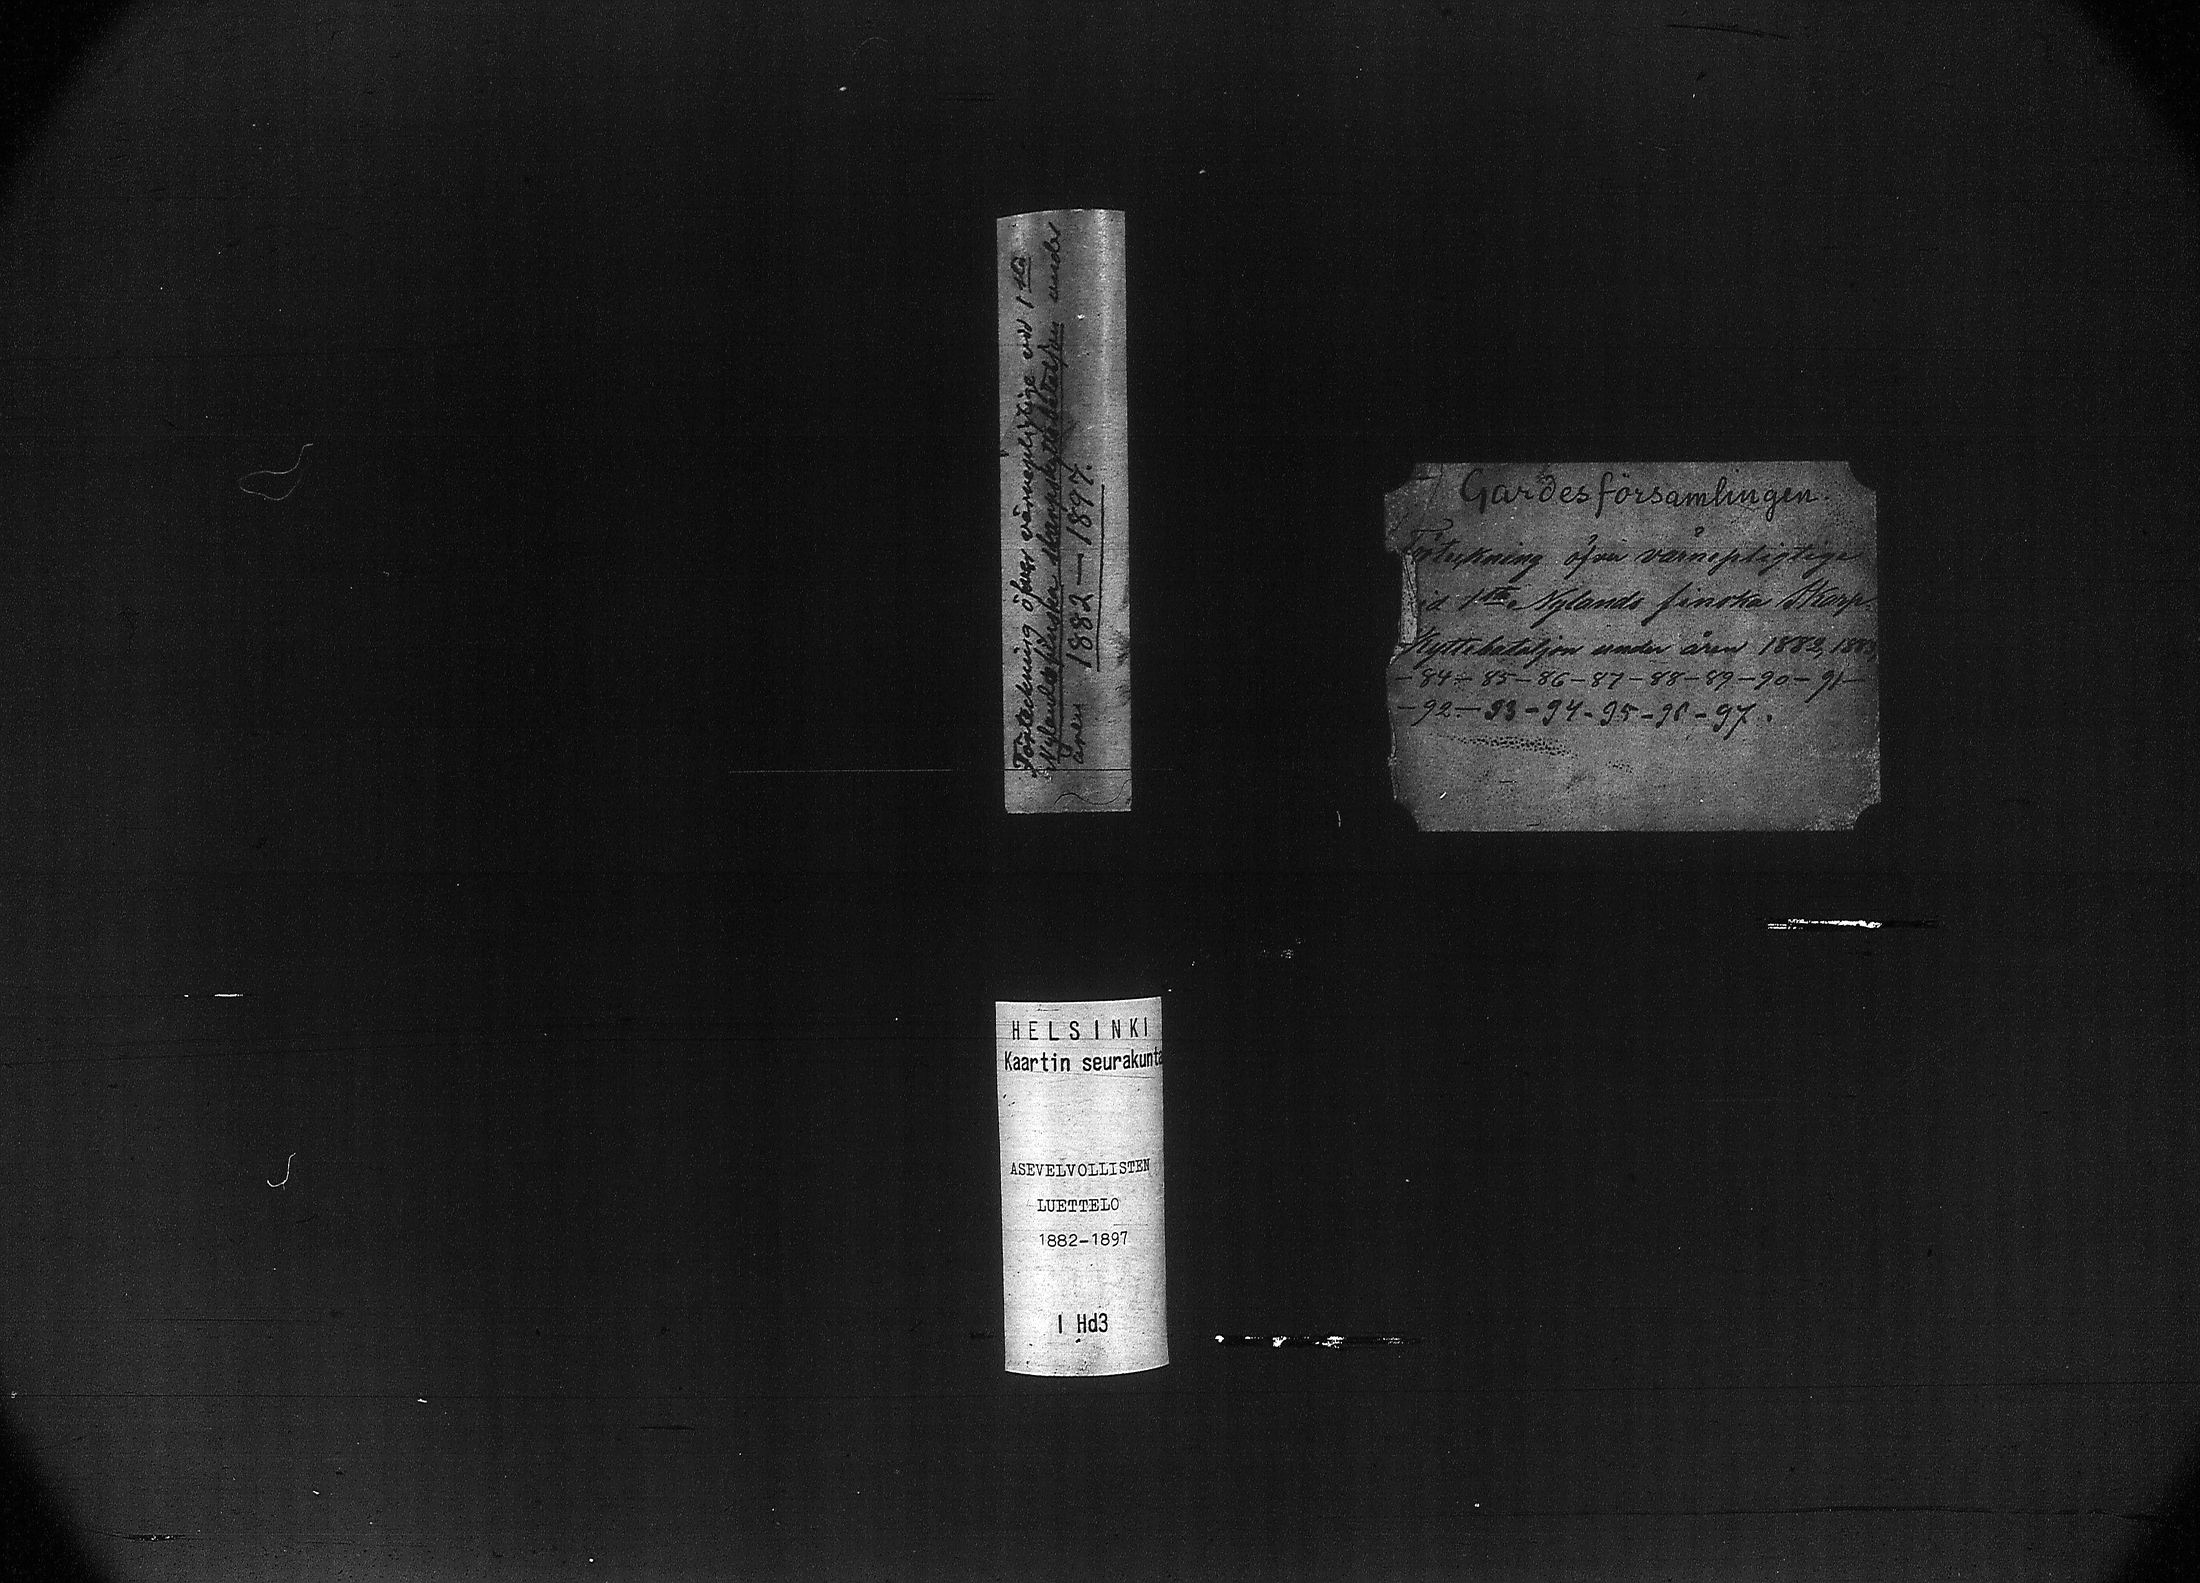 Förteckning öfver värnepligtige vid 1sta
Nylands finska skarpskyttebataljon under
åren 1882–1897.
Gardesförsamlingen.
Förteckning öfver värnepligtige
id 1sta Nylands finska Skarp-
skyttebataljon under åren 1882, 1883,
-84-85-86-87-88-89-90-91-
-92-93-94-95-96-97.
HELSINKI
Kaartin seurakunta
ASEVELVOLLISTEN
LUETTELO
1882-1897
I Hd3